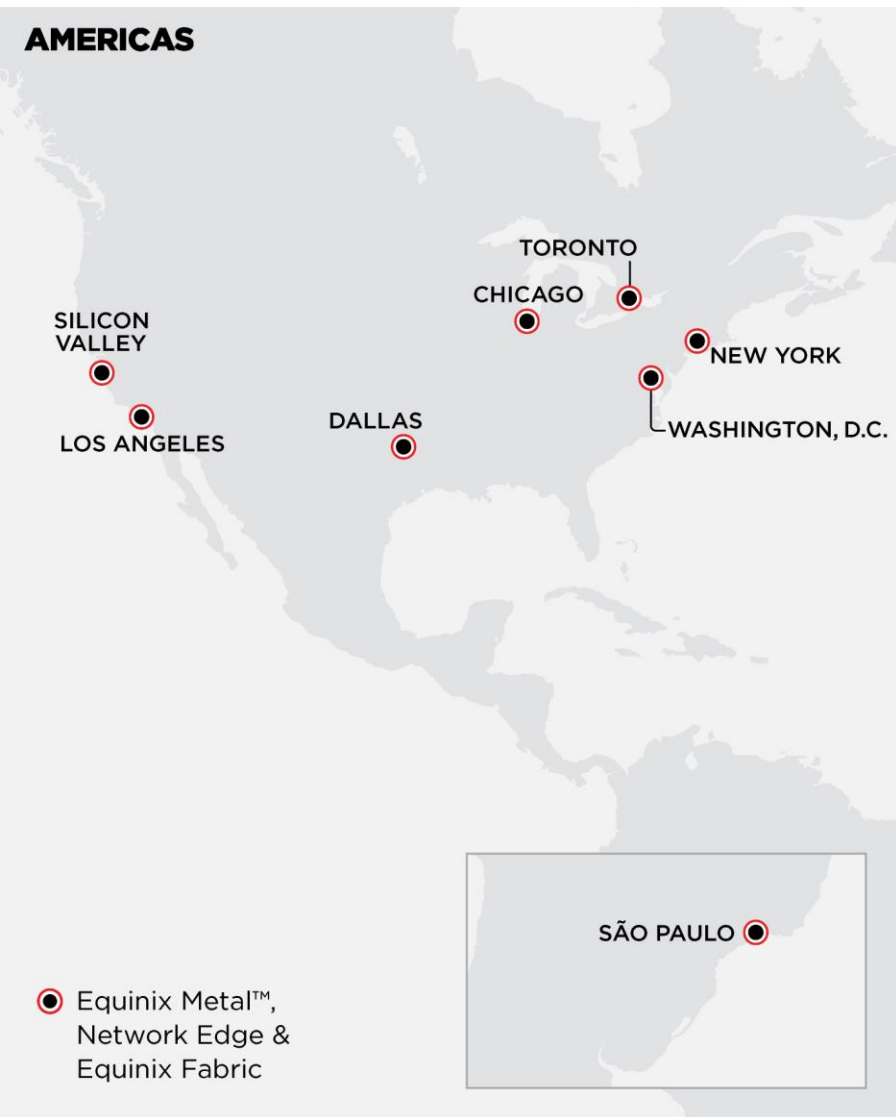 AMERICAS
TORONTO
CHICAGO
SILICON
VALLEY
NEW YORK
DALLAS
WASHINGTON, D.C.
LOS ANGELES
SÃO PAULO
Equinix Metal™,
Network Edge &
Equinix Fabric